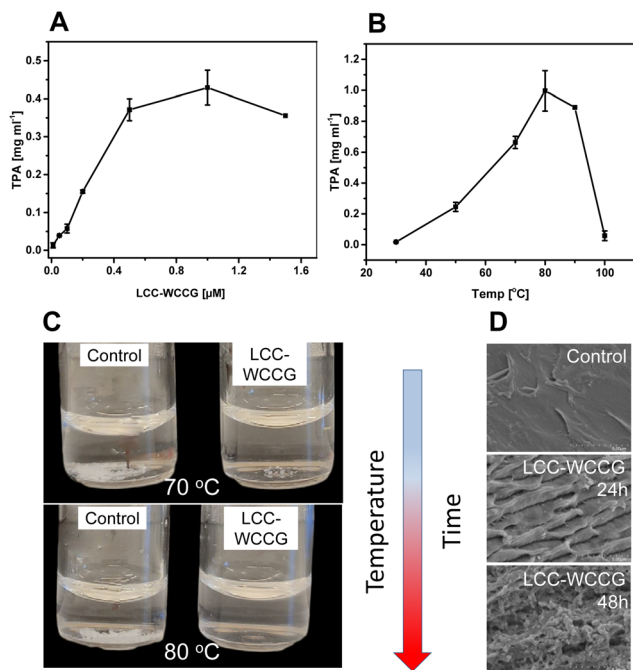 A
TPA [mg ml⁻¹]
0.5
0.4
0.3
0.2
0.1
0.0
0.0 0.4 0.8 1.2 1.6
LCC-WCCG [µM]
B
TPA [mg ml⁻¹]
1.2
1.0
0.8
0.6
0.4
0.2
0.0
20 40 60 80 100
Temp [°C]
C
Control
LCC-
WCCG
70 °C
Control
LCC-
WCCG
80 °C
Temperature
Time
D
Control
LCC-WCCG
24h
LCC-WCCG
48h